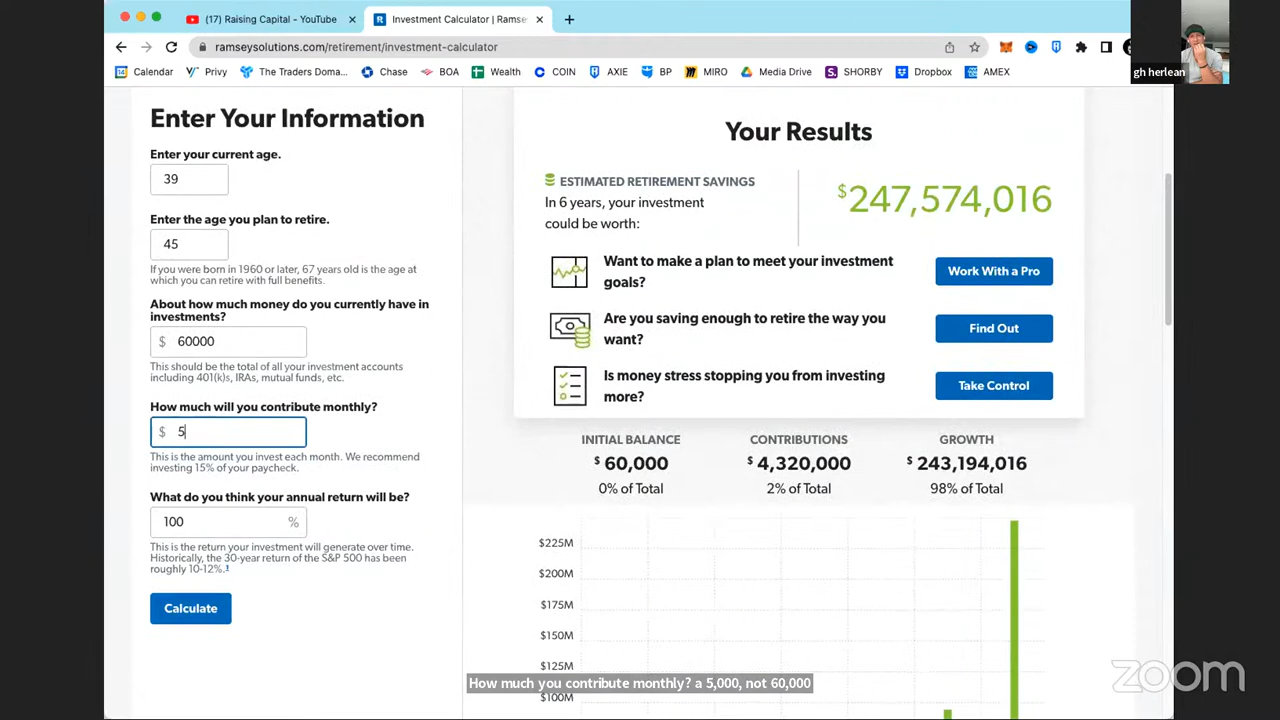 (17) Raising Capital - YouTube
Investment Calculator | Ramse
ramseysolutions.com/retirement/investment-calculator
Calendar
Privy
The Traders Doma...
Chase
BOA
Wealth
COIN
AXIE
BP
MIRO
Media Drive
SHORBY
Dropbox
AMEX
gh herlean
Enter Your Information
Enter your current age.
39
Enter the age you plan to retire.
45
If you were born in 1960 or later, 67 years old is the age at
which you can retire with full benefits.
About how much money do you currently have in
investments?
$ 60000
This should be the total of all your investment accounts
including 401(k)s, IRAs, mutual funds, etc.
How much will you contribute monthly?
$ 5
This is the amount you invest each month. We recommend
investing 15% of your paycheck.
What do you think your annual return will be?
100 %
This is the return your investment will generate over time.
Historically, the 30-year return of the S&P 500 has been
roughly 10-12%.1
Calculate
Your Results
ESTIMATED RETIREMENT SAVINGS
In 6 years, your investment
could be worth:
$247,574,016
Want to make a plan to meet your investment
goals?
Work With a Pro
Are you saving enough to retire the way you
want?
Find Out
Is money stress stopping you from investing
more?
Take Control
INITIAL BALANCE
$ 60,000
0% of Total
CONTRIBUTIONS
$ 4,320,000
2% of Total
GROWTH
$ 243,194,016
98% of Total
$225M
$200M
$175M
$150M
$125M
$100M
How much you contribute monthly? a 5,000, not 60,000
zoom